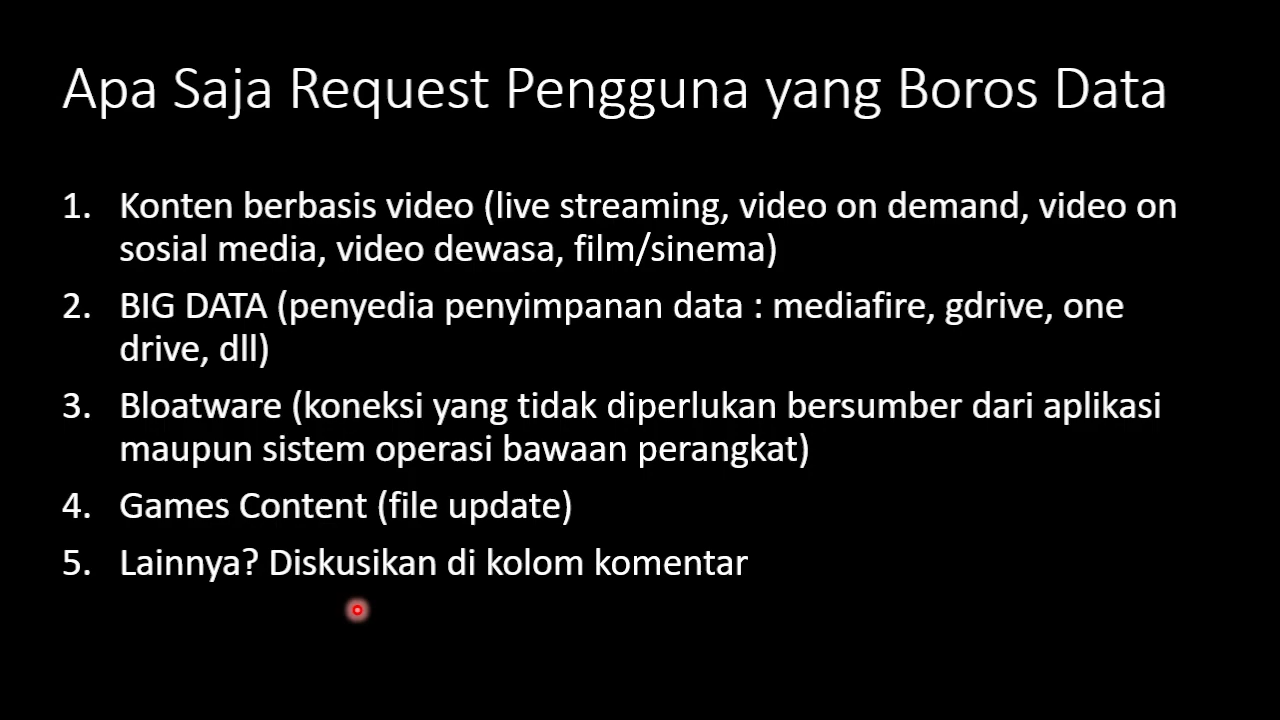 Apa Saja Request Pengguna yang Boros Data
1. Konten berbasis video (live streaming, video on demand, video on
sosial media, video dewasa, film/sinema)
2. BIG DATA (penyedia penyimpanan data : mediafire, gdrive, one
drive, dll)
3. Bloatware (koneksi yang tidak diperlukan bersumber dari aplikasi
maupun sistem operasi bawaan perangkat)
4. Games Content (file update)
5. Lainnya? Diskusikan di kolom komentar